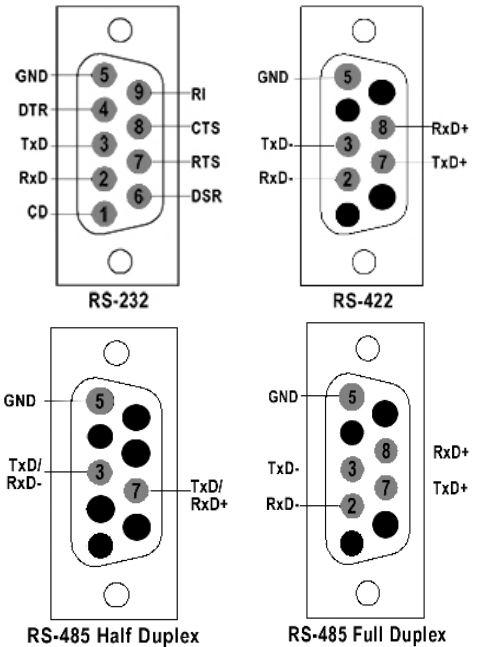 GND 5
9 RI
DTR 4
8 CTS
TxD 3
7 RTS
RxD 2
6 DSR
CD 1
RS-232
GND 5
8 RxD+
TxD- 3
7 TxD+
RxD- 2
RS-422
GND 5
TxD/
RxD-
3
7
TxD/
RxD+
RS-485 Half Duplex
GND 5
8 RxD+
TxD- 3
7 TxD+
RxD- 2
RS-485 Full Duplex